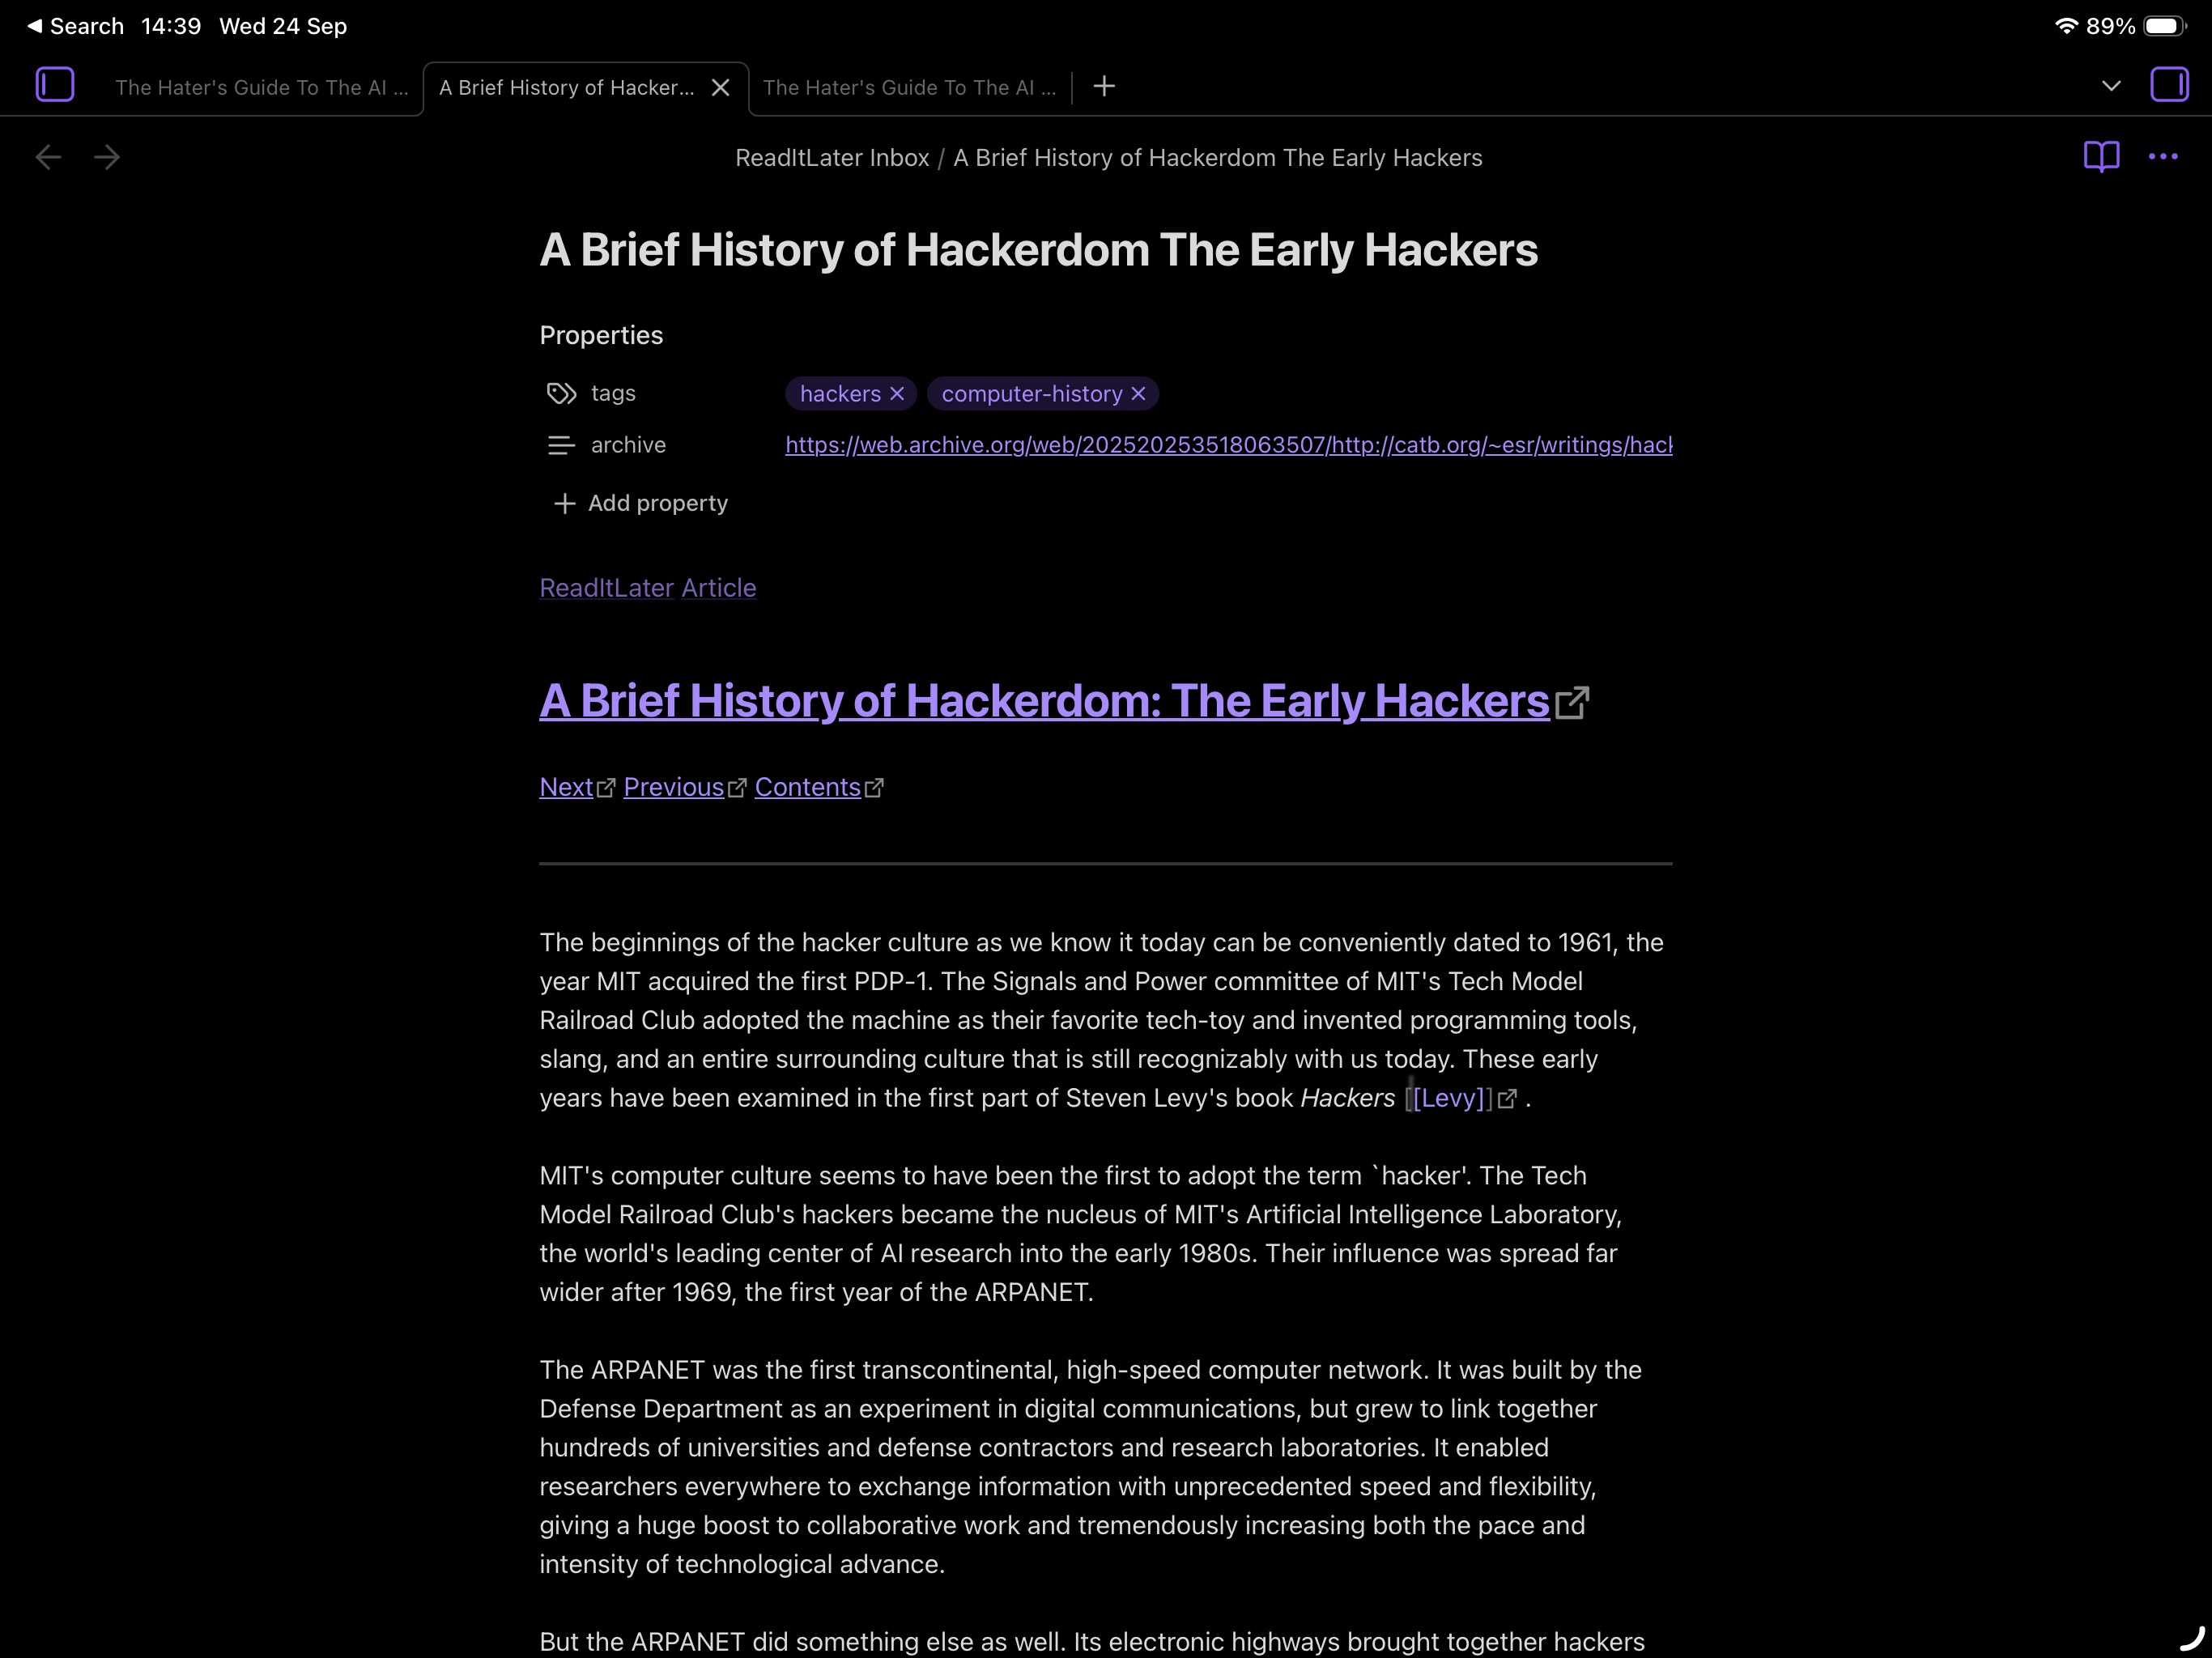 Search 14:39 Wed 24 Sep 89%
The Hater's Guide To The AI ... A Brief History of Hacker... The Hater's Guide To The AI ...
ReadItLater Inbox / A Brief History of Hackerdom The Early Hackers
A Brief History of Hackerdom The Early Hackers
Properties
tags hackers computer-history
archive https://web.archive.org/web/202520253518063507/http://catb.org/~esr/writings/hack
Add property
ReadItLater Article
A Brief History of Hackerdom: The Early Hackers
Next Previous Contents
The beginnings of the hacker culture as we know it today can be conveniently dated to 1961, the
year MIT acquired the first PDP-1. The Signals and Power committee of MIT's Tech Model
Railroad Club adopted the machine as their favorite tech-toy and invented programming tools,
slang, and an entire surrounding culture that is still recognizably with us today. These early
years have been examined in the first part of Steven Levy's book Hackers [[Levy]] .
MIT's computer culture seems to have been the first to adopt the term `hacker'. The Tech
Model Railroad Club's hackers became the nucleus of MIT's Artificial Intelligence Laboratory,
the world's leading center of AI research into the early 1980s. Their influence was spread far
wider after 1969, the first year of the ARPANET.
The ARPANET was the first transcontinental, high-speed computer network. It was built by the
Defense Department as an experiment in digital communications, but grew to link together
hundreds of universities and defense contractors and research laboratories. It enabled
researchers everywhere to exchange information with unprecedented speed and flexibility,
giving a huge boost to collaborative work and tremendously increasing both the pace and
intensity of technological advance.
But the ARPANET did something else as well. Its electronic highways brought together hackers